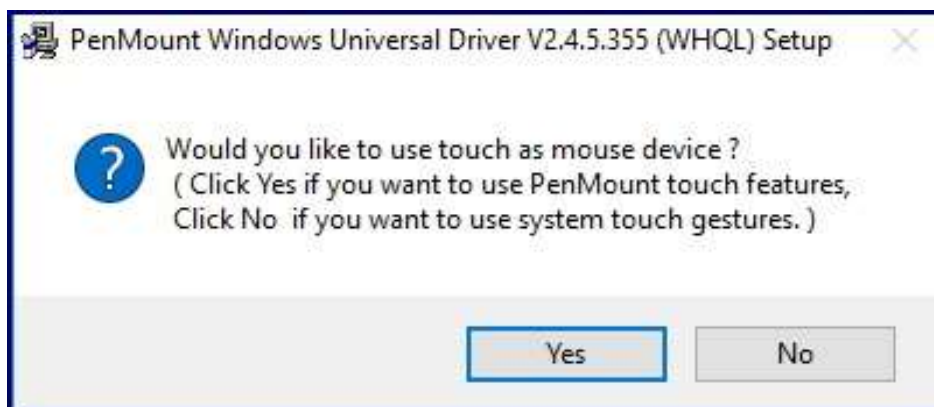 PenMount Windows Universal Driver V2.4.5.355 (WHQL) Setup
?
Would you like to use touch as mouse device ?
( Click Yes if you want to use PenMount touch features,
Click No  if you want to use system touch gestures. )
Yes No